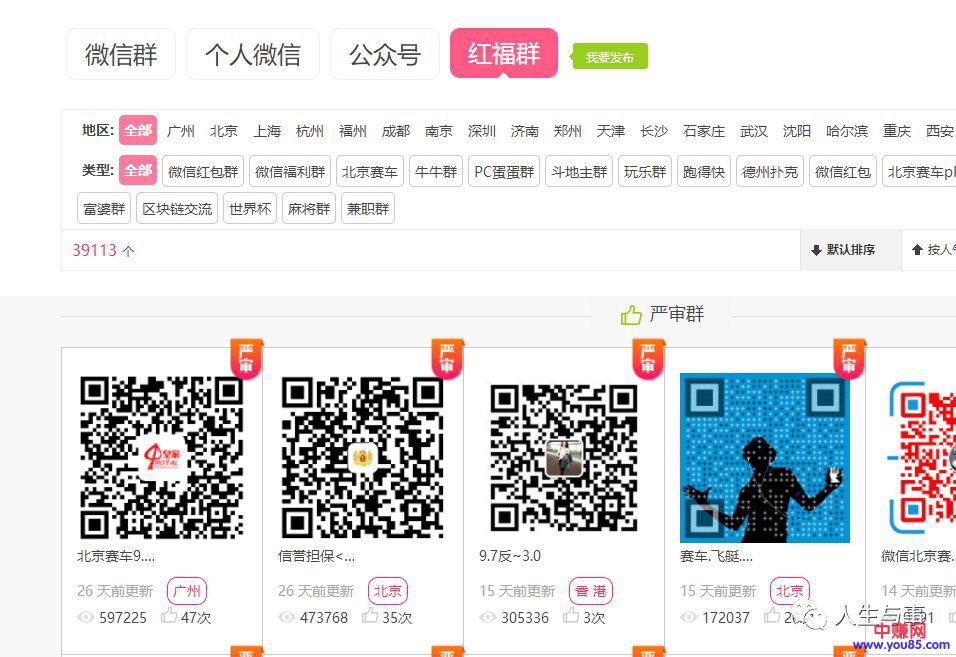 微信群 个人微信 公众号 红福群 我要发布
地区: 全部 广州 北京 上海 杭州 福州 成都 南京 深圳 济南 郑州 天津 长沙 石家庄 武汉 沈阳 哈尔滨 重庆 西安
类型: 全部 微信红包群 微信福利群 北京赛车 牛牛群 PC蛋蛋群 斗地主群 玩乐群 跑得快 德州扑克 微信红包 北京赛车pk
富婆群 区块链交流 世界杯 麻将群 兼职群
39113 个 默认排序 按人气
严审群
严审 严审 严审 严审
皇家
ROYAL
北京赛车9.... 信誉担保<... 9.7反~3.0 赛车.飞艇.... 微信北京赛.
26 天前更新 广州 26 天前更新 北京 15 天前更新 香 港 15 天前更新 北京 14 天前更新
597225 47次 473768 35次 305336 3次 172037
人生与事
中赚网
www.you85.com